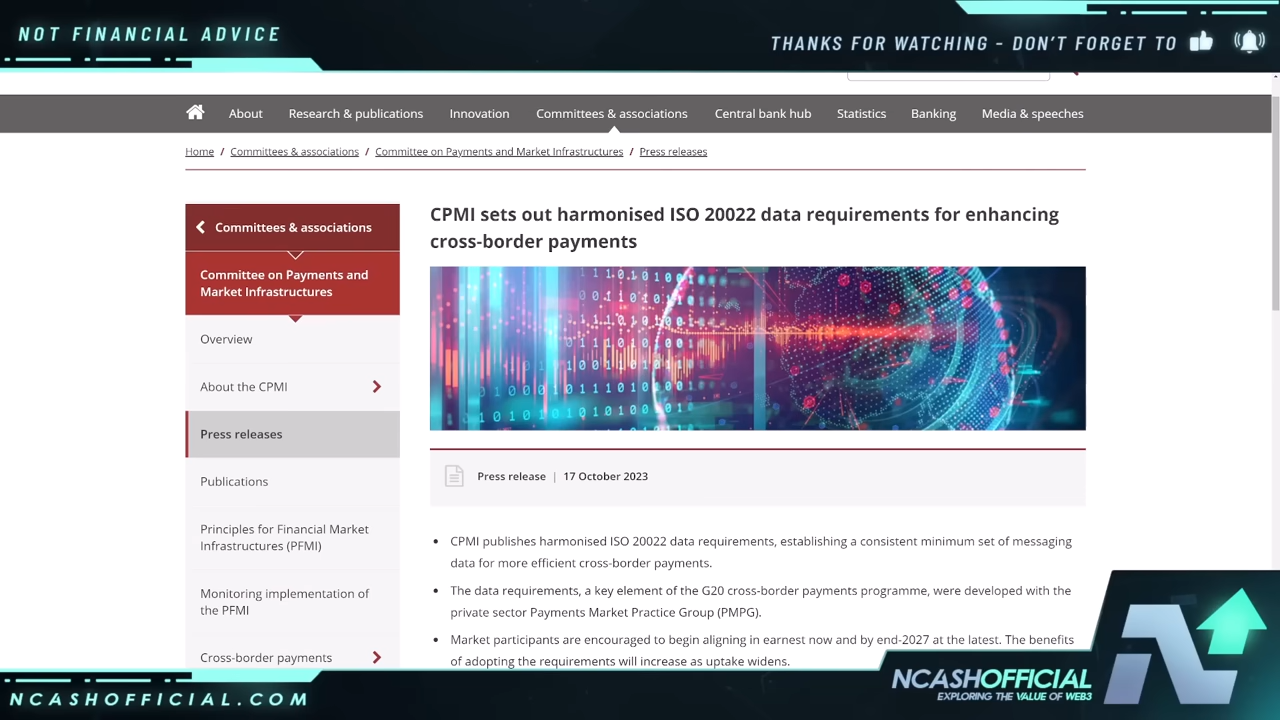 NOT FINANCIAL ADVICE
THANKS FOR WATCHING - DON'T FORGET TO
About Research & publications Innovation Committees & associations Central bank hub Statistics Banking Media & speeches
Home / Committees & associations / Committee on Payments and Market Infrastructures / Press releases
Committees & associations
Committee on Payments and
Market Infrastructures
Overview
About the CPMI
Press releases
Publications
Principles for Financial Market
Infrastructures (PFMI)
Monitoring implementation of
the PFMI
Cross-border payments
CPMI sets out harmonised ISO 20022 data requirements for enhancing
cross-border payments
Press release | 17 October 2023
• CPMI publishes harmonised ISO 20022 data requirements, establishing a consistent minimum set of messaging
data for more efficient cross-border payments.
• The data requirements, a key element of the G20 cross-border payments programme, were developed with the
private sector Payments Market Practice Group (PMPG).
• Market participants are encouraged to begin aligning in earnest now and by end-2027 at the latest. The benefits
of adopting the requirements will increase as uptake widens.
NCASHOFFICIAL.COM
NCASHOFFICIAL
EXPLORING THE VALUE OF WEB3